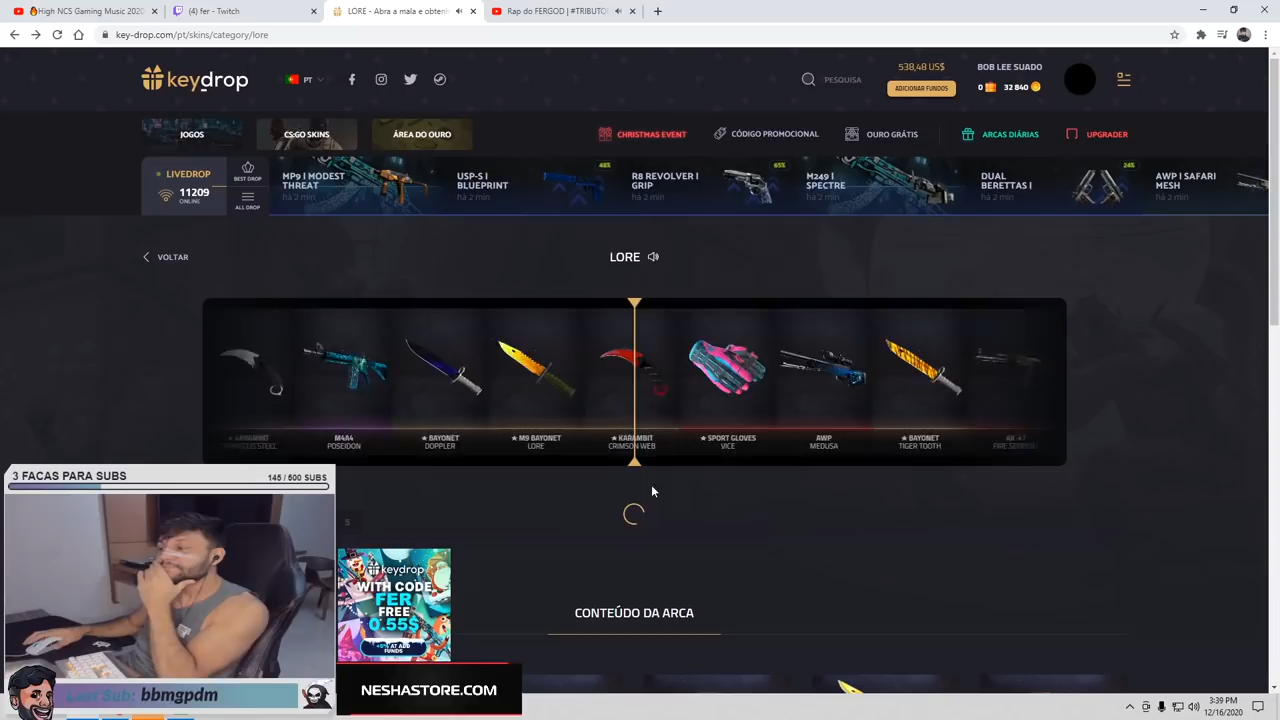 🔥High NCS Gaming Music 2020
(4) fer - Twitch
LORE - Abra a mala e obtenh
Rap do FERGOD | #TRIBUTO
key-drop.com/pt/skins/category/lore
keydrop
PT
PESQUISA
538,48 US$
ADICIONAR FUNDOS
BOB LEE SUADO
0
32 840
JOGOS
CS:GO SKINS
ÁREA DO OURO
CHRISTMAS EVENT
CÓDIGO PROMOCIONAL
OURO GRÁTIS
ARCAS DIÁRIAS
UPGRADER
LIVEDROP
11209
ONLINE
BEST DROP
ALL DROP
MP9 |
MODEST
THREAT
há 2 min
48%
USP-S |
BLUEPRINT
há 2 min
65%
R8 REVOLVER |
GRIP
há 2 min
M249 |
SPECTRE
há 2 min
24%
DUAL
BERETTAS |
há 2 min
AWP | SAFARI
MESH
há 2 min
VOLTAR
LORE
M4A4
POSEIDON
★ BAYONET
DOPPLER
★ M9 BAYONET
LORE
★ KARAMBIT
CRIMSON WEB
★ SPORT GLOVES
VICE
AWP
MEDUSA
★ BAYONET
TIGER TOOTH
5
3 FACAS PARA SUBS
145 / 500 SUBS
keydrop
WITH CODE
FER
FREE
0.55$
+5% AT ADD
FUNDS
CONTEÚDO DA ARCA
Last Sub: bbmgpdm
NESHASTORE.COM
3:39 PM
12/16/2020